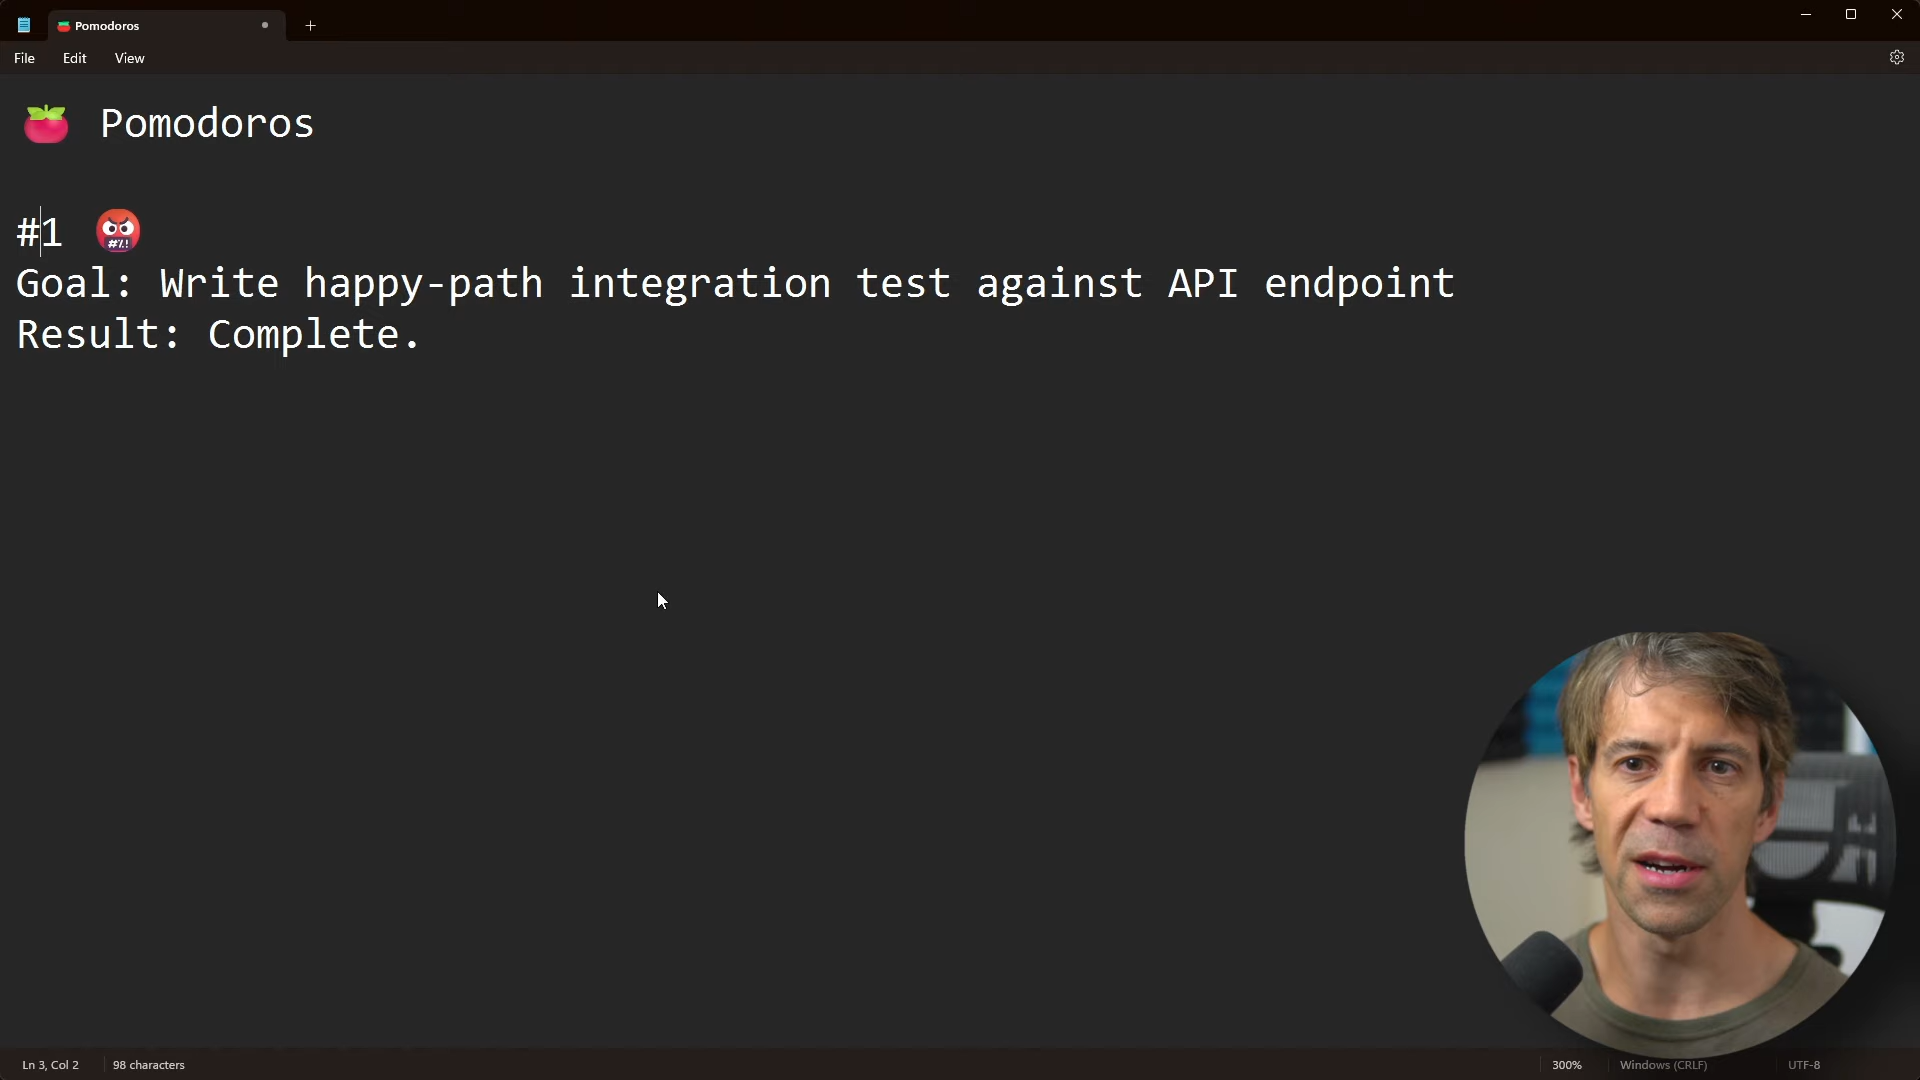 Pomodoros
File Edit View
🍅 Pomodoros
#1 🤬
Goal: Write happy-path integration test against API endpoint
Result: Complete.
Ln 3, Col 2 98 characters 300% Windows (CRLF) UTF-8